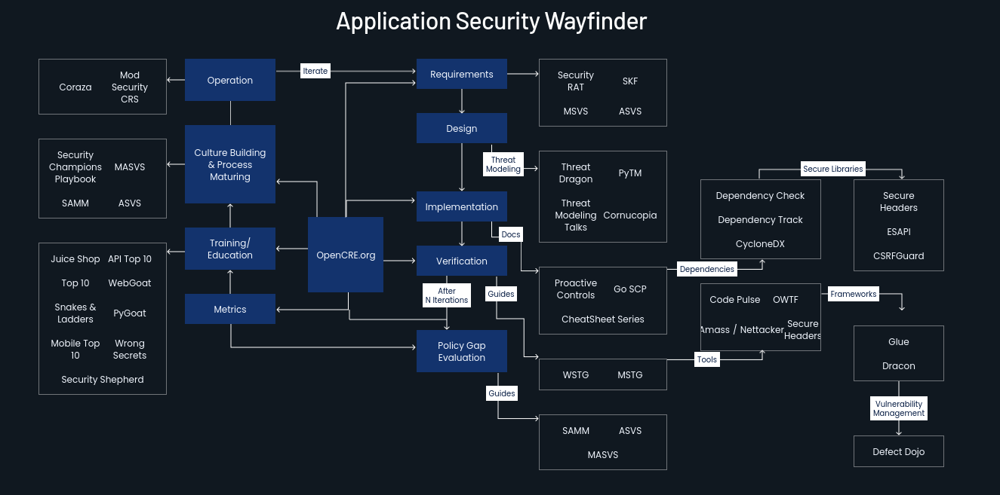 Application Security Wayfinder
Coraza
Mod
Security
CRS
Operation
Iterate
Requirements
Security
RAT
SKF
MSVS
ASVS
Design
Threat
Modeling
Security
Champions
Playbook
MASVS
SAMM
ASVS
Culture Building
& Process
Maturing
Threat
Dragon
PyTM
Threat
Modeling
Talks
Cornucopia
Implementation
Docs
Secure Libraries
Dependency Check
Dependency Track
CycloneDX
Secure
Headers
ESAPI
CSRFGuard
Juice Shop
API Top 10
Top 10
WebGoat
Snakes &
Ladders
PyGoat
Mobile Top
10
Wrong
Secrets
Security Shepherd
Training/
Education
OpenCRE.org
Verification
Dependencies
Proactive
Controls
Go SCP
CheatSheet Series
Metrics
After
N Iterations
Guides
Code Pulse
OWTF
Amass / Nettacker
Secure
Headers
Frameworks
Policy Gap
Evaluation
WSTG
MSTG
Tools
Glue
Dracon
Guides
SAMM
ASVS
MASVS
Vulnerability
Management
Defect Dojo